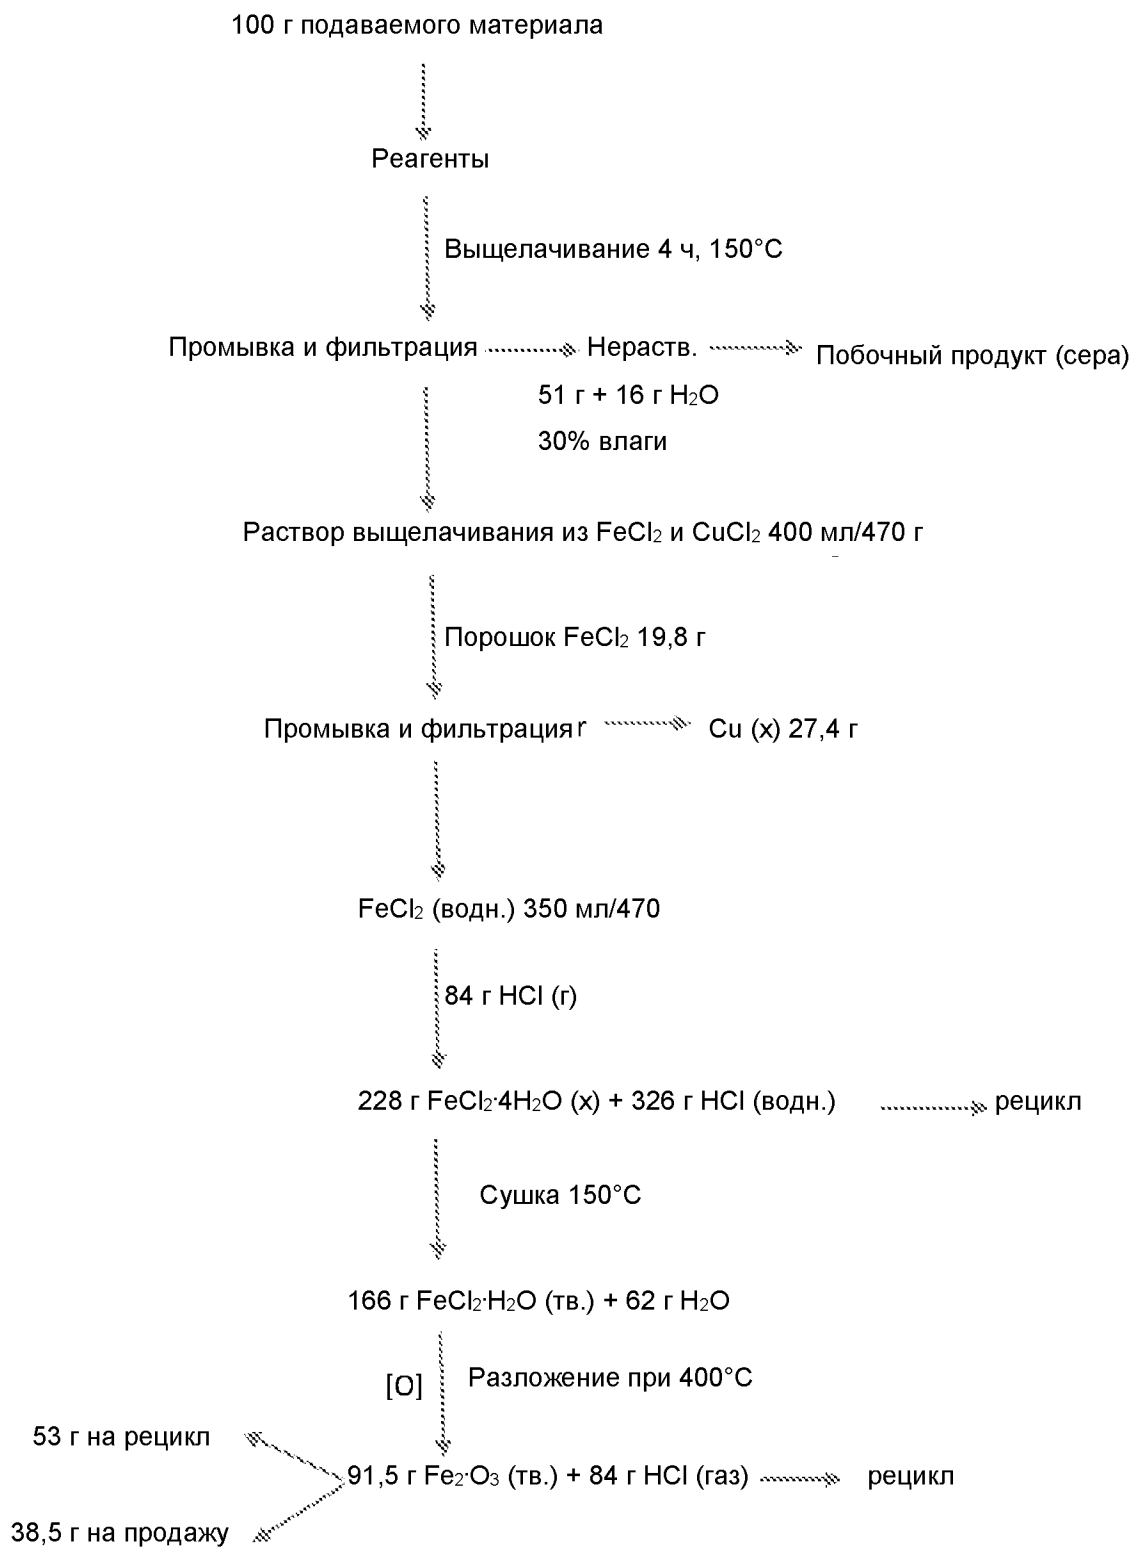 100 г подаваемого материала
Реагенты
Выщелачивание 4 ч, 150°C
Промывка и фильтрация
Нераств.
Побочный продукт (сера)
51 г + 16 г H₂O
30% влаги
Раствор выщелачивания из FeCl₂ и CuCl₂ 400 мл/470 г
Порошок FeCl₂ 19,8 г
Промывка и фильтрация r
Cu (x) 27,4 г
FeCl₂ (водн.) 350 мл/470
84 г HCl (г)
228 г FeCl₂·4H₂O (x) + 326 г HCl (водн.)
рецикл
Сушка 150°C
166 г FeCl₂·H₂O (тв.) + 62 г H₂O
[O]
Разложение при 400°C
53 г на рецикл
91,5 г Fe₂·O₃ (тв.) + 84 г HCl (газ)
рецикл
38,5 г на продажу